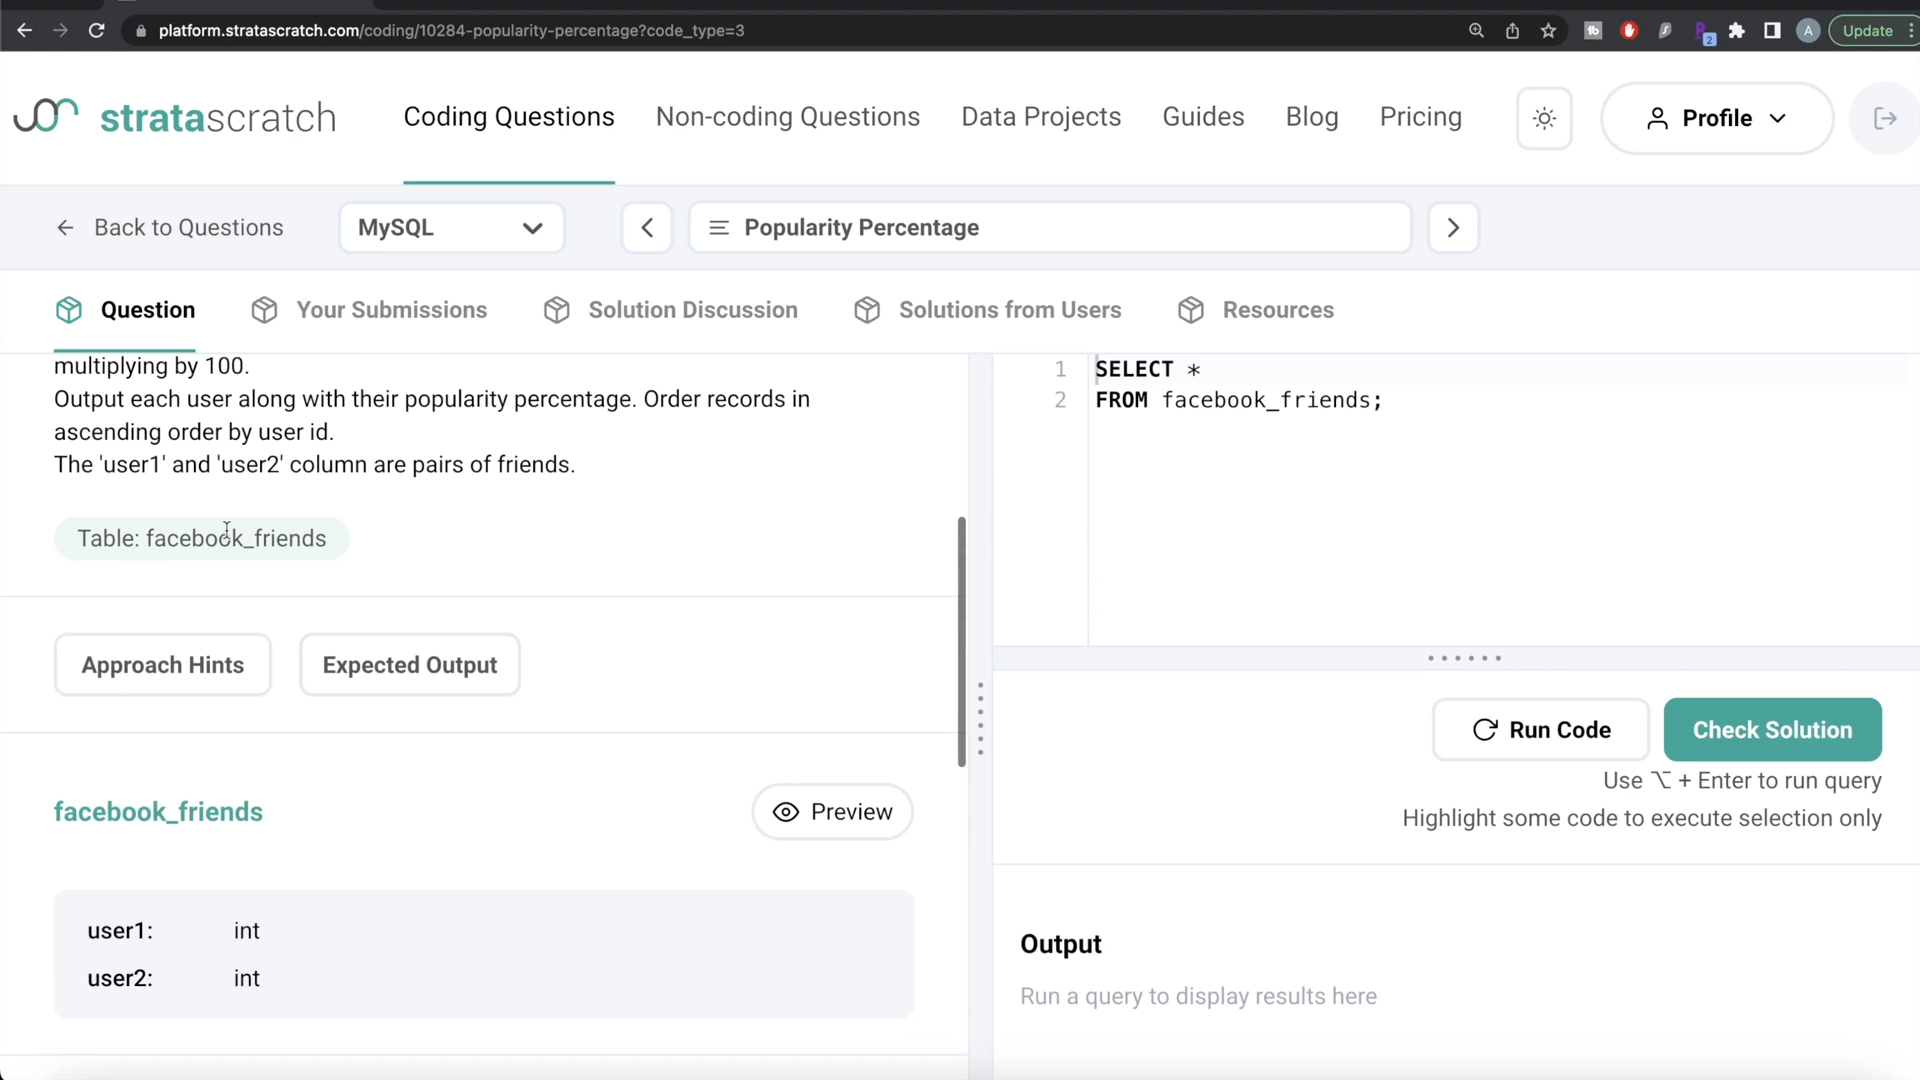 platform.stratascratch.com/coding/10284-popularity-percentage?code_type=3
tb
2
A
Update
stratascratch
Coding Questions
Non-coding Questions
Data Projects
Guides
Blog
Pricing
Profile
Back to Questions
MySQL
Popularity Percentage
Question
Your Submissions
Solution Discussion
Solutions from Users
Resources
multiplying by 100.
Output each user along with their popularity percentage. Order records in
ascending order by user id.
The 'user1' and 'user2' column are pairs of friends.
Table: facebook_friends
Approach Hints
Expected Output
facebook_friends
Preview
user1: int
user2: int
1 SELECT *
2 FROM facebook_friends;
Run Code
Check Solution
Use ⌥ + Enter to run query
Highlight some code to execute selection only
Output
Run a query to display results here